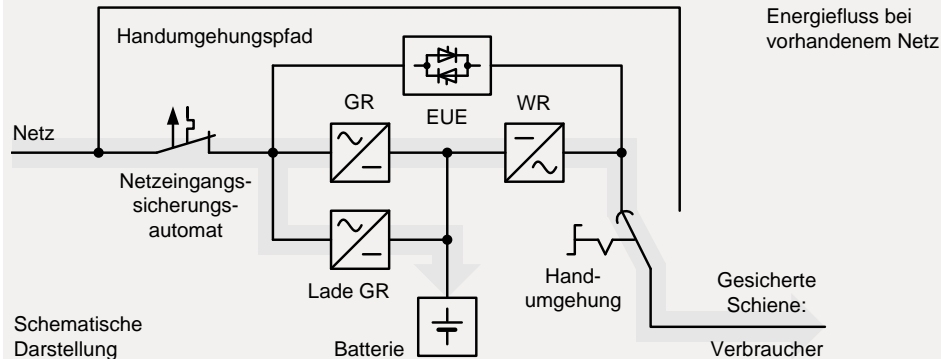 Handumgehungspfad
Energiefluss bei
vorhandenem Netz
Netz
GR
EUE
WR
Netzeingangs-
sicherungs-
automat
Lade GR
Hand-
umgehung
Gesicherte
Schiene:
Schematische
Darstellung
Batterie
Verbraucher